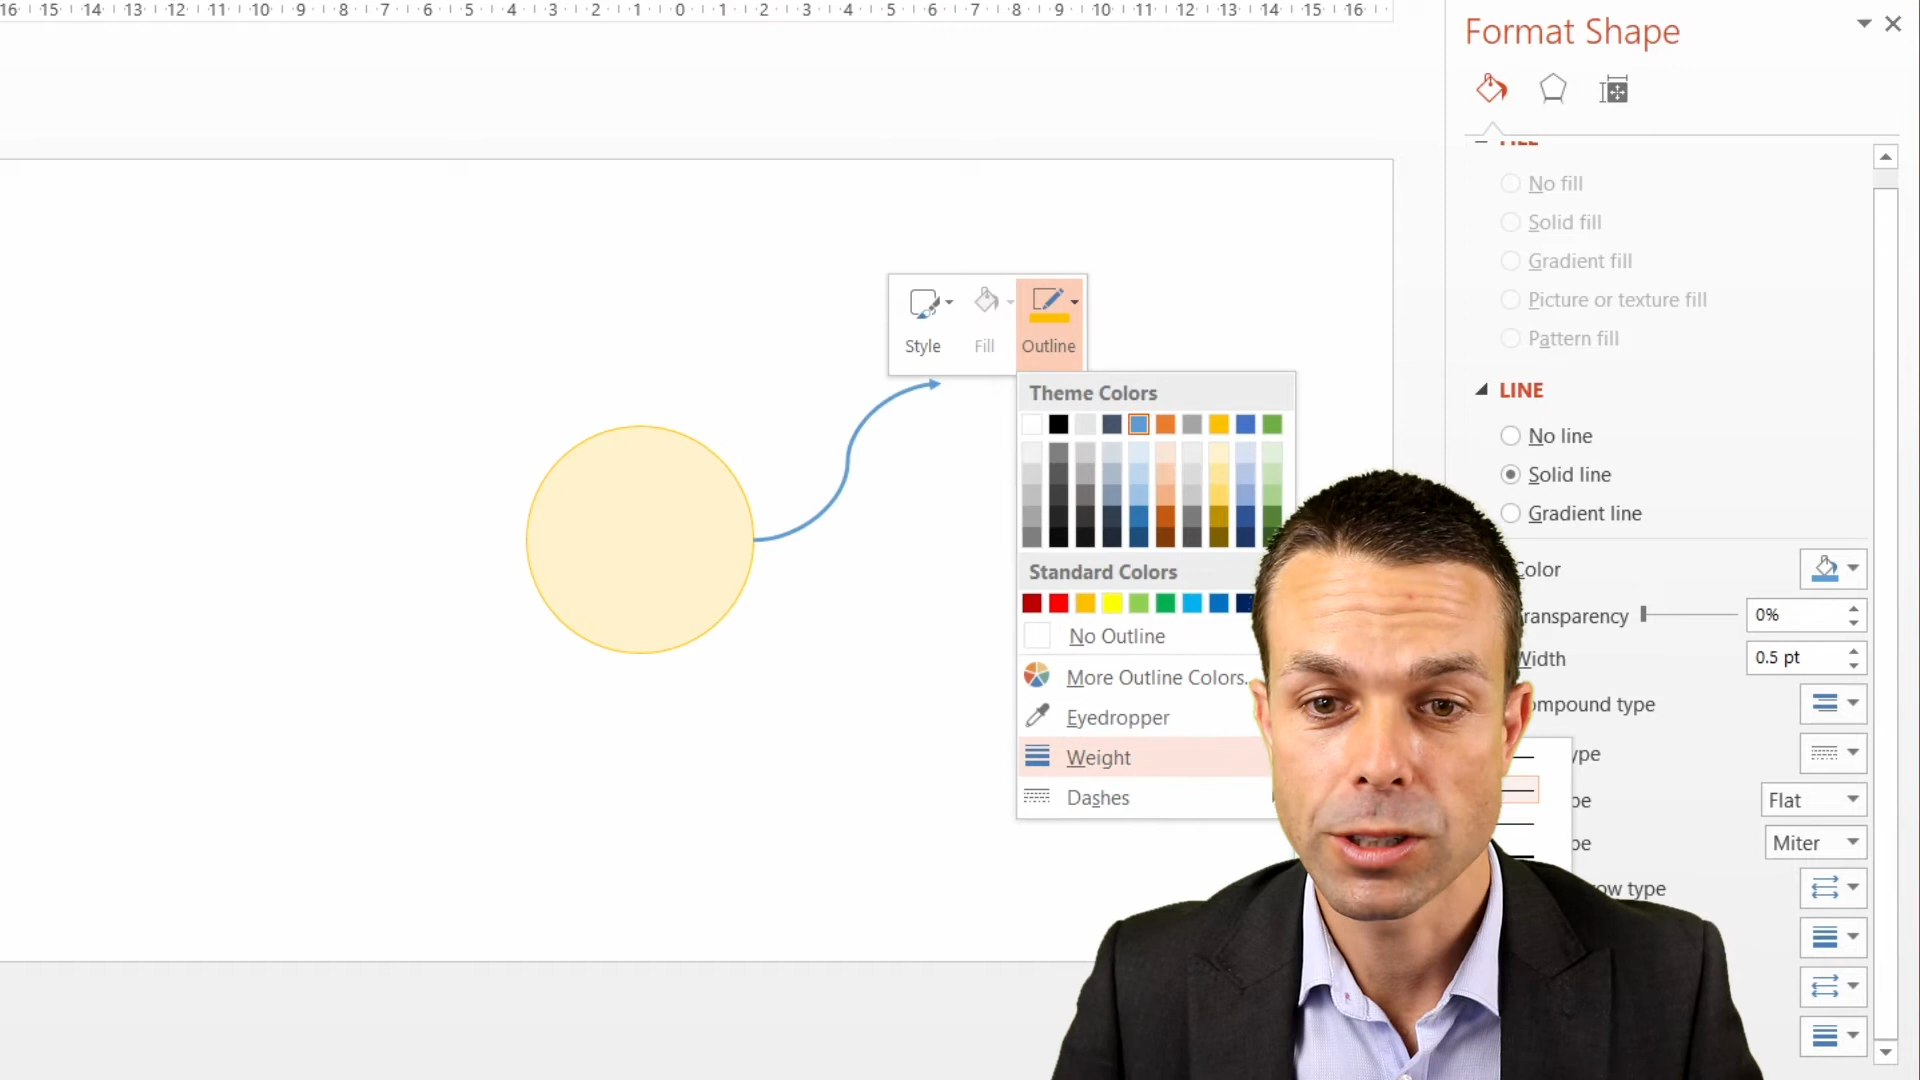 16 15 14 13 12 11 10 9 8 7 6 5 4 3 2 1 0 1 2 3 4 5 6 7 8 9 10 11 12 13 14 15 16
Format Shape
FILL
No fill
Solid fill
Gradient fill
Picture or texture fill
Pattern fill
LINE
No line
Solid line
Gradient line
Color
ransparency 0%
Width 0.5 pt
ompound type
ype
pe Flat
pe Miter
ow type
Style Fill Outline
Theme Colors
Standard Colors
No Outline
More Outline Colors..
Eyedropper
Weight
Dashes